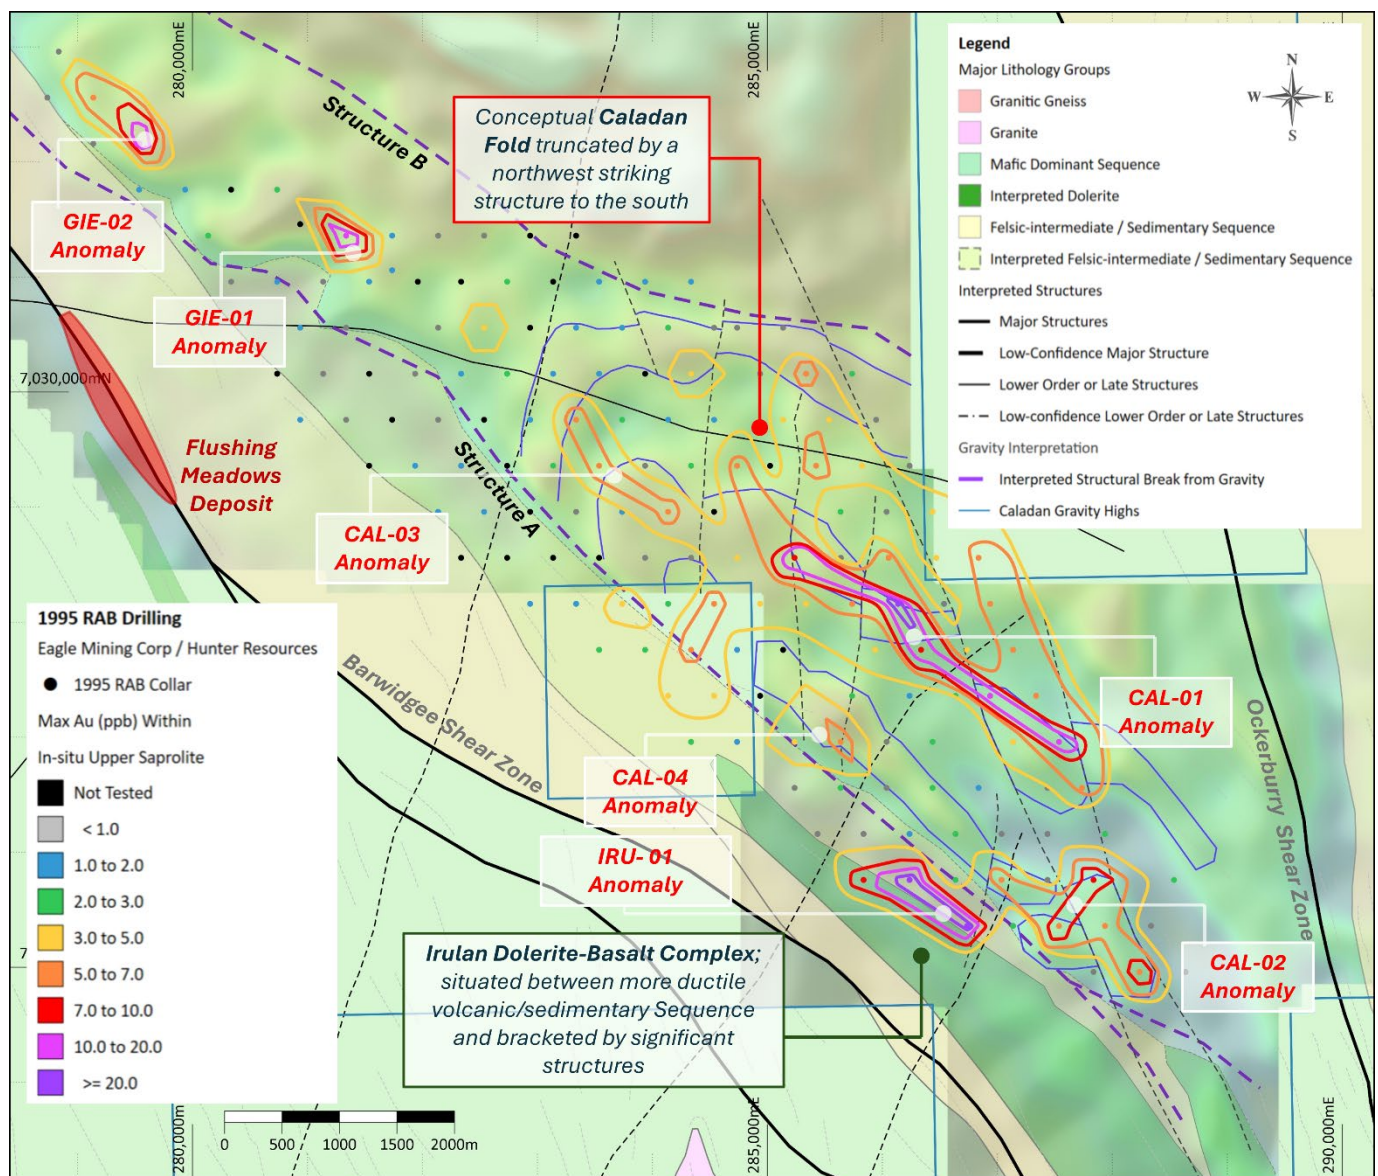 280,000mE
285,000mE
Structure B
Conceptual Caladan
Fold truncated by a
northwest striking
structure to the south
Legend
Major Lithology Groups
Granitic Gneiss
Granite
Mafic Dominant Sequence
Interpreted Dolerite
Felsic-intermediate / Sedimentary Sequence
Interpreted Felsic-intermediate / Sedimentary Sequence
Interpreted Structures
Major Structures
Low-Confidence Major Structure
Lower Order or Late Structures
Low-confidence Lower Order or Late Structures
Gravity Interpretation
Interpreted Structural Break from Gravity
Caladan Gravity Highs
N
W
E
S
GIE-02
Anomaly
GIE-01
Anomaly
7,030,000mN
Flushing
Meadows
Deposit
Structure A
CAL-03
Anomaly
1995 RAB Drilling
Eagle Mining Corp / Hunter Resources
1995 RAB Collar
Max Au (ppb) Within
In-situ Upper Saprolite
Not Tested
< 1.0
1.0 to 2.0
2.0 to 3.0
3.0 to 5.0
5.0 to 7.0
7.0 to 10.0
10.0 to 20.0
>= 20.0
Barwidgee Shear Zone
CAL-01
Anomaly
Ockerburry Shear Zone
CAL-04
Anomaly
IRU- 01
Anomaly
CAL-02
Anomaly
Irulan Dolerite-Basalt Complex;
situated between more ductile
volcanic/sedimentary Sequence
and bracketed by significant
structures
7
0
500
1000
1500
2000m
280,000m
285,000mE
290,000mE